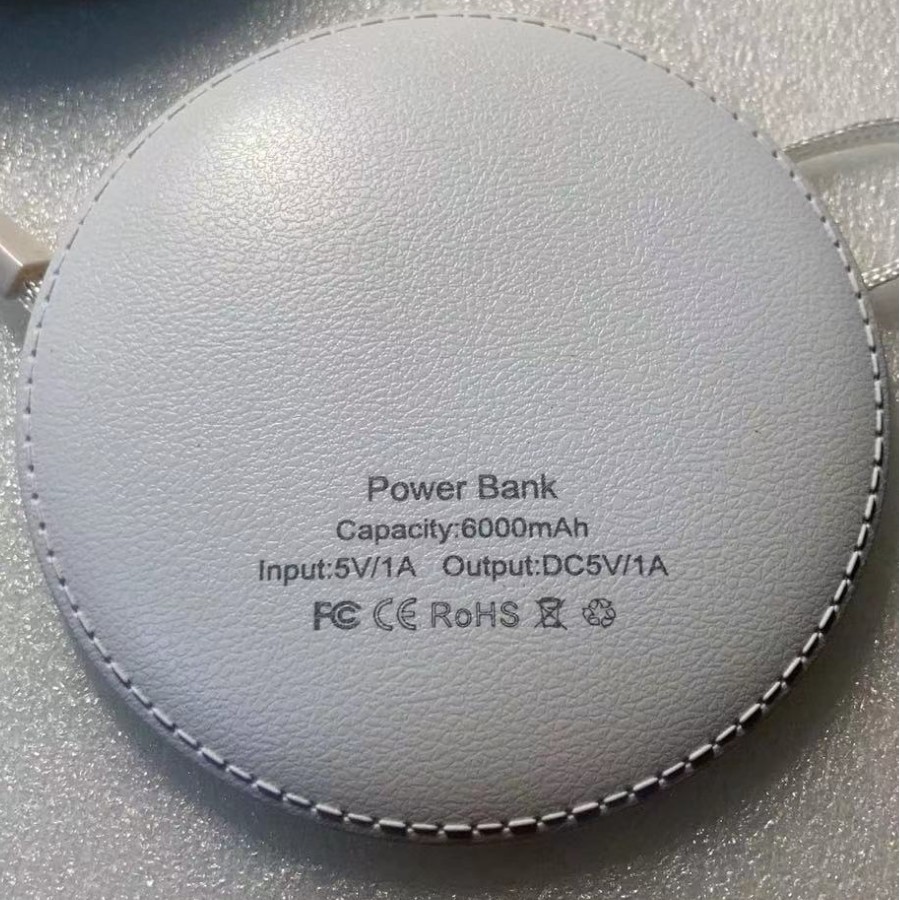 Power Bank
Capacity:6000mAh
Input:5V/1A Output:DC5V/1A
FC CE RoHS